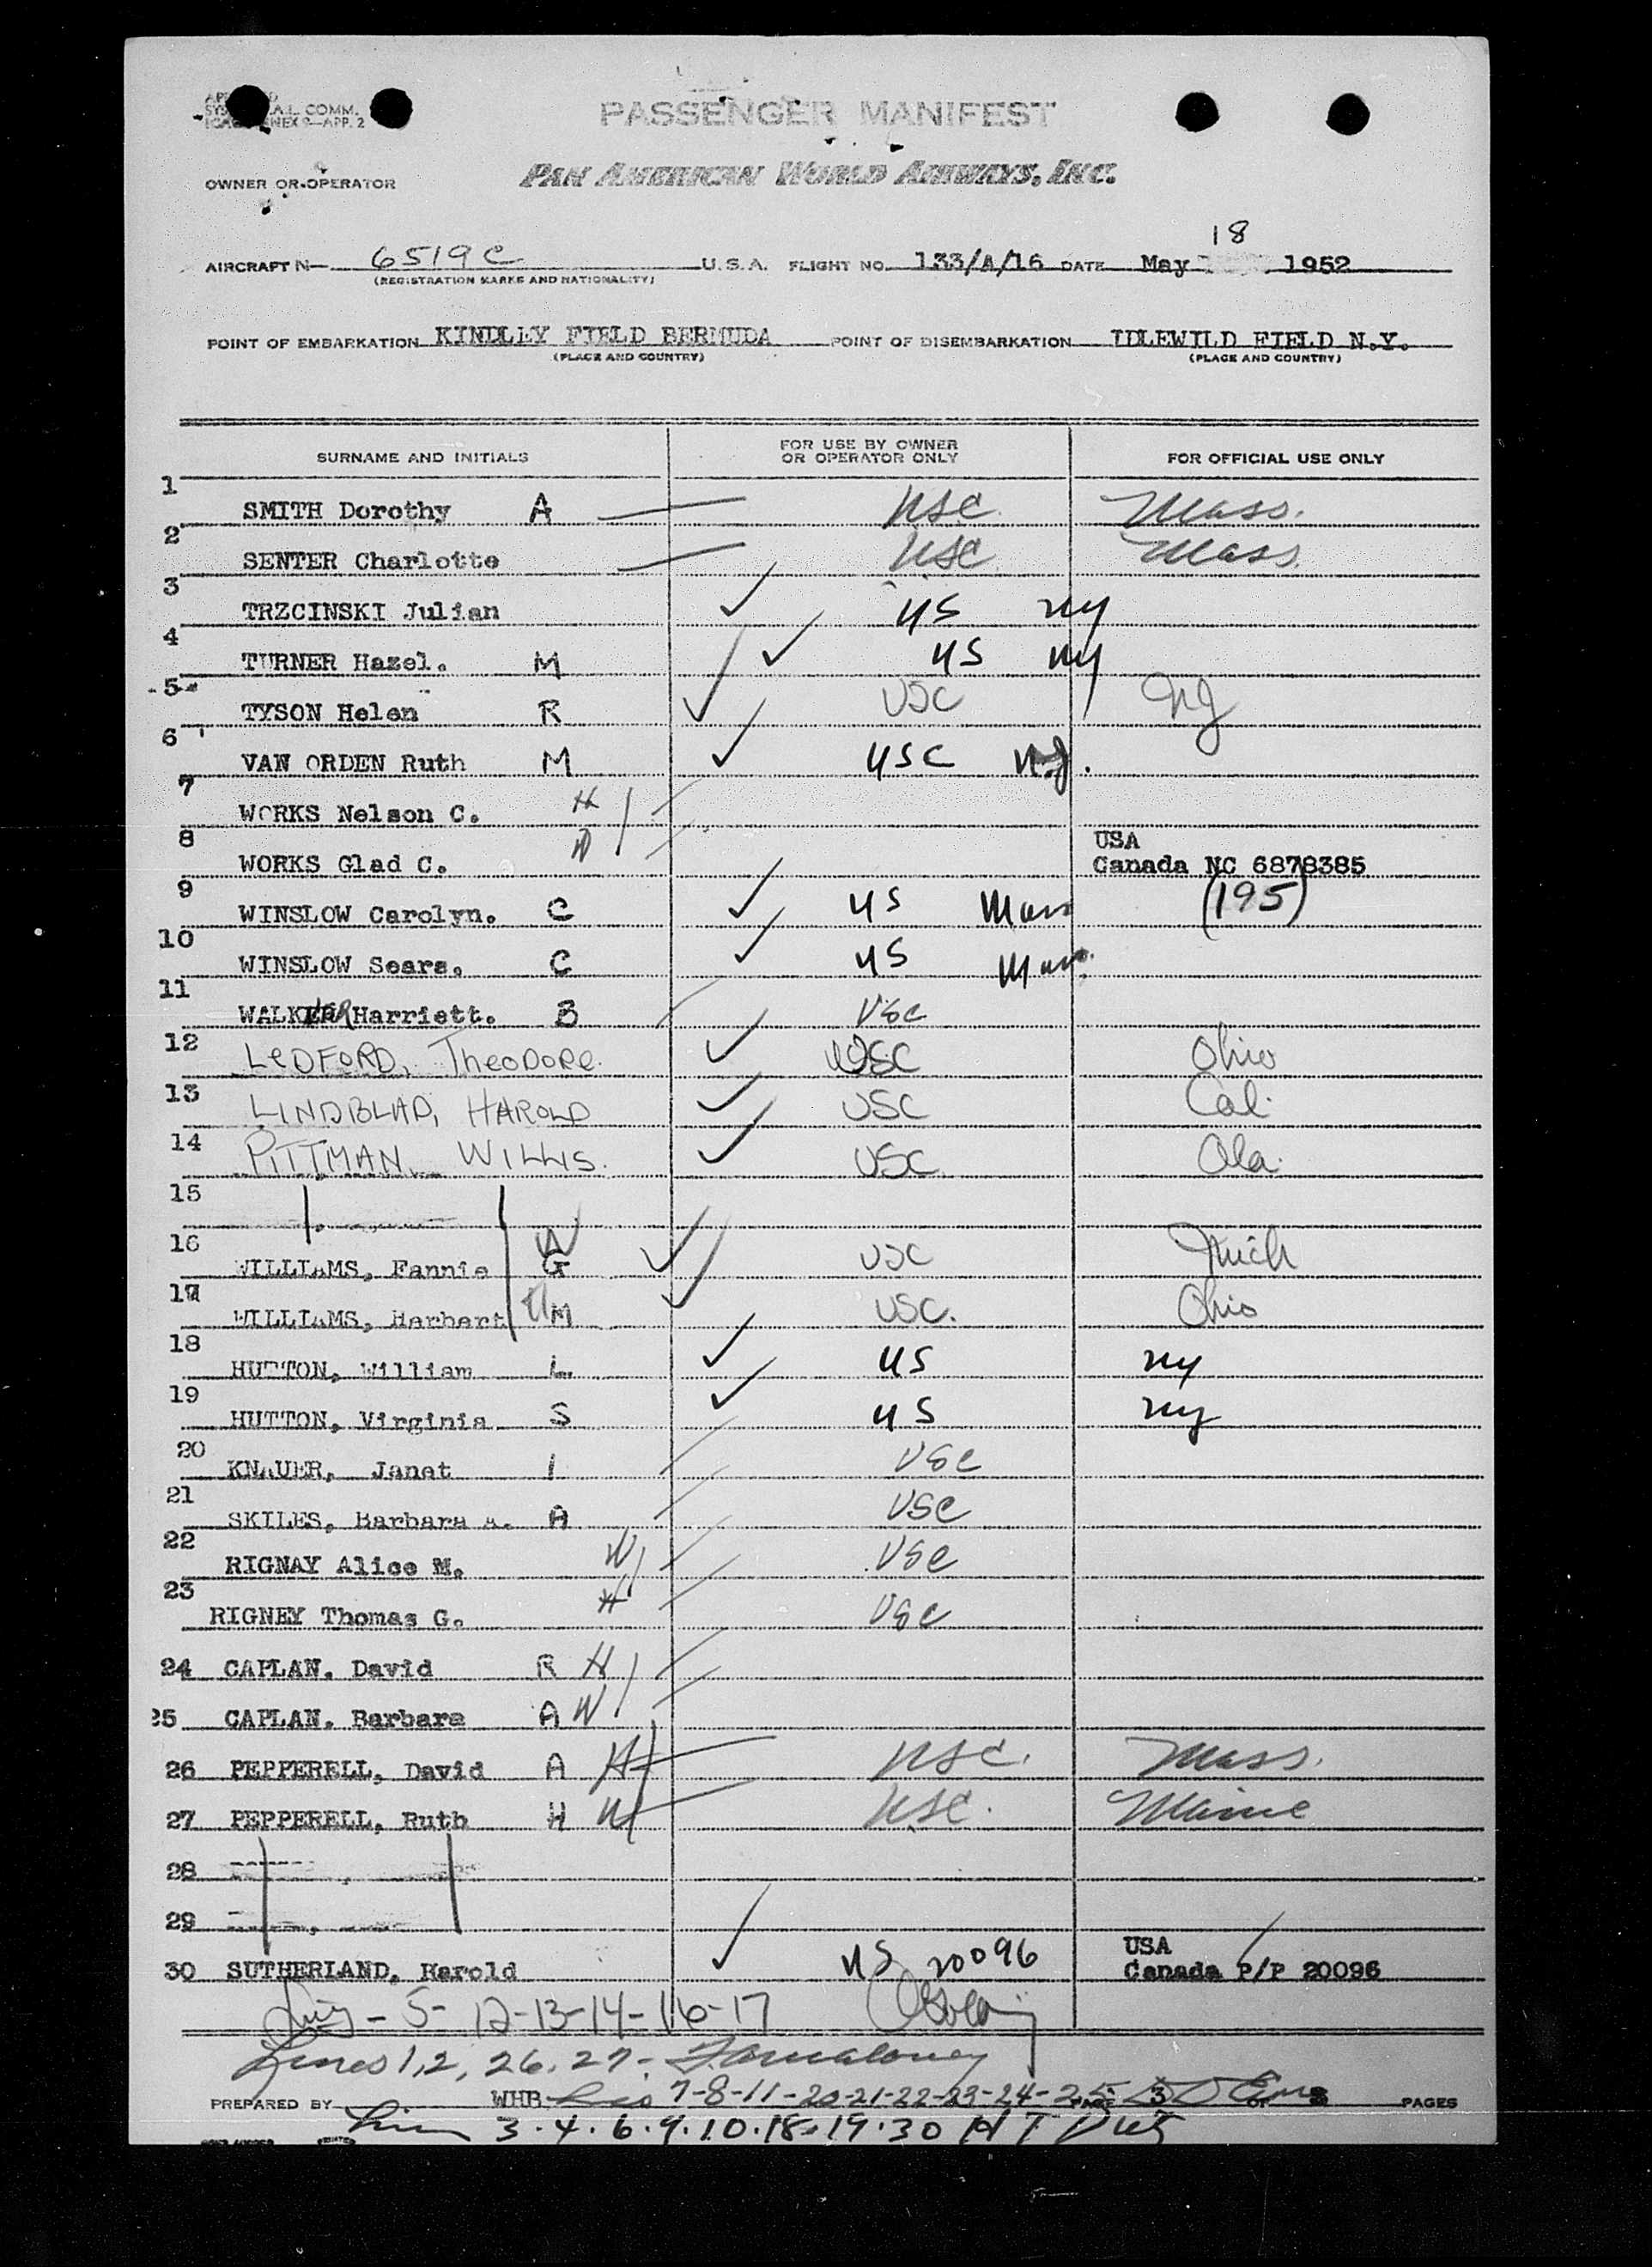 PASSENGER MANIFEST
OWNER OR OPERATOR PAN AMERICAN WORLD AIRWAYS, INC.
18
AIRCRAFT N— 6519C U.S.A. FLIGHT NO. 133/A/16 DATE May 1952
(REGISTRATION MARKS AND NATIONALITY)
POINT OF EMBARKATION KINDLEY FIELD BERMUDA POINT OF DISEMBARKATION IDLEWILD FIELD N.Y.
(PLACE AND COUNTRY) (PLACE AND COUNTRY)
SURNAME AND INITIALS FOR USE BY OWNER OR OPERATOR ONLY FOR OFFICIAL USE ONLY
1 SMITH Dorothy A USC. Mass.
2 SENTER Charlotte USC Mass.
3 TRZCINSKI Julian US NY
4 TURNER Hazel. M US NY
5 TYSON Helen R USC NJ
6 VAN ORDEN Ruth M USC N.J.
7 WORKS Nelson C. H
8 WORKS Glad C. W USA Canada NC 6878385
9 WINSLOW Carolyn. C US Mass (195)
10 WINSLOW Sears. C US Mass.
11 WALKER Harriett. B USC
12 LEDFORD, THEODORE. USC Ohio
13 LINDBLAD, HAROLD USC Cal.
14 PITTMAN WILLIS. USC Ala.
15
16 WILLIAMS, Fannie G W USC Mich
17 WILLIAMS, Herbert M USC. Ohio
18 HUTTON, William L US NY
19 HUTTON, Virginia S US NY
20 KNAUER, Janet I USC
21 SKILES, Barbara A. A USC
22 RIGNAY Alice M. W USC
23 RIGNEY Thomas G. H USC
24 CAPLAN, David R H
25 CAPLAN, Barbara A W
26 PEPPERELL, David A H USC. Mass.
27 PEPPERELL, Ruth H W USC. Maine
28
29
30 SUTHERLAND, Harold US 20096 USA Canada P/P 20096
5-12-13-14-16-17
Lines 1, 2, 26, 27-
PREPARED BY WHB 7-8-11-20-21-22-23-24-25 PAGE 3 OF 3 PAGES
3.4.6.9.10.18.19.30